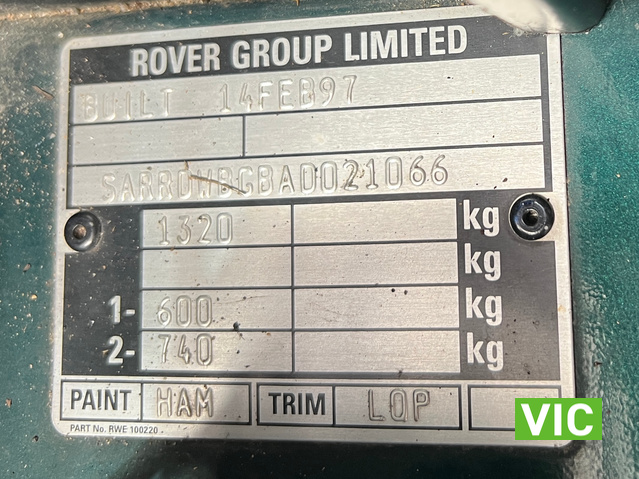 ROVER GROUP LIMITED
BUILT 14FEB97
SARRDWBCBAD021066
1320 kg
kg
1- 600 kg
2- 740 kg
PAINT HAM TRIM LQP
PART No. RWE 100220
VIC